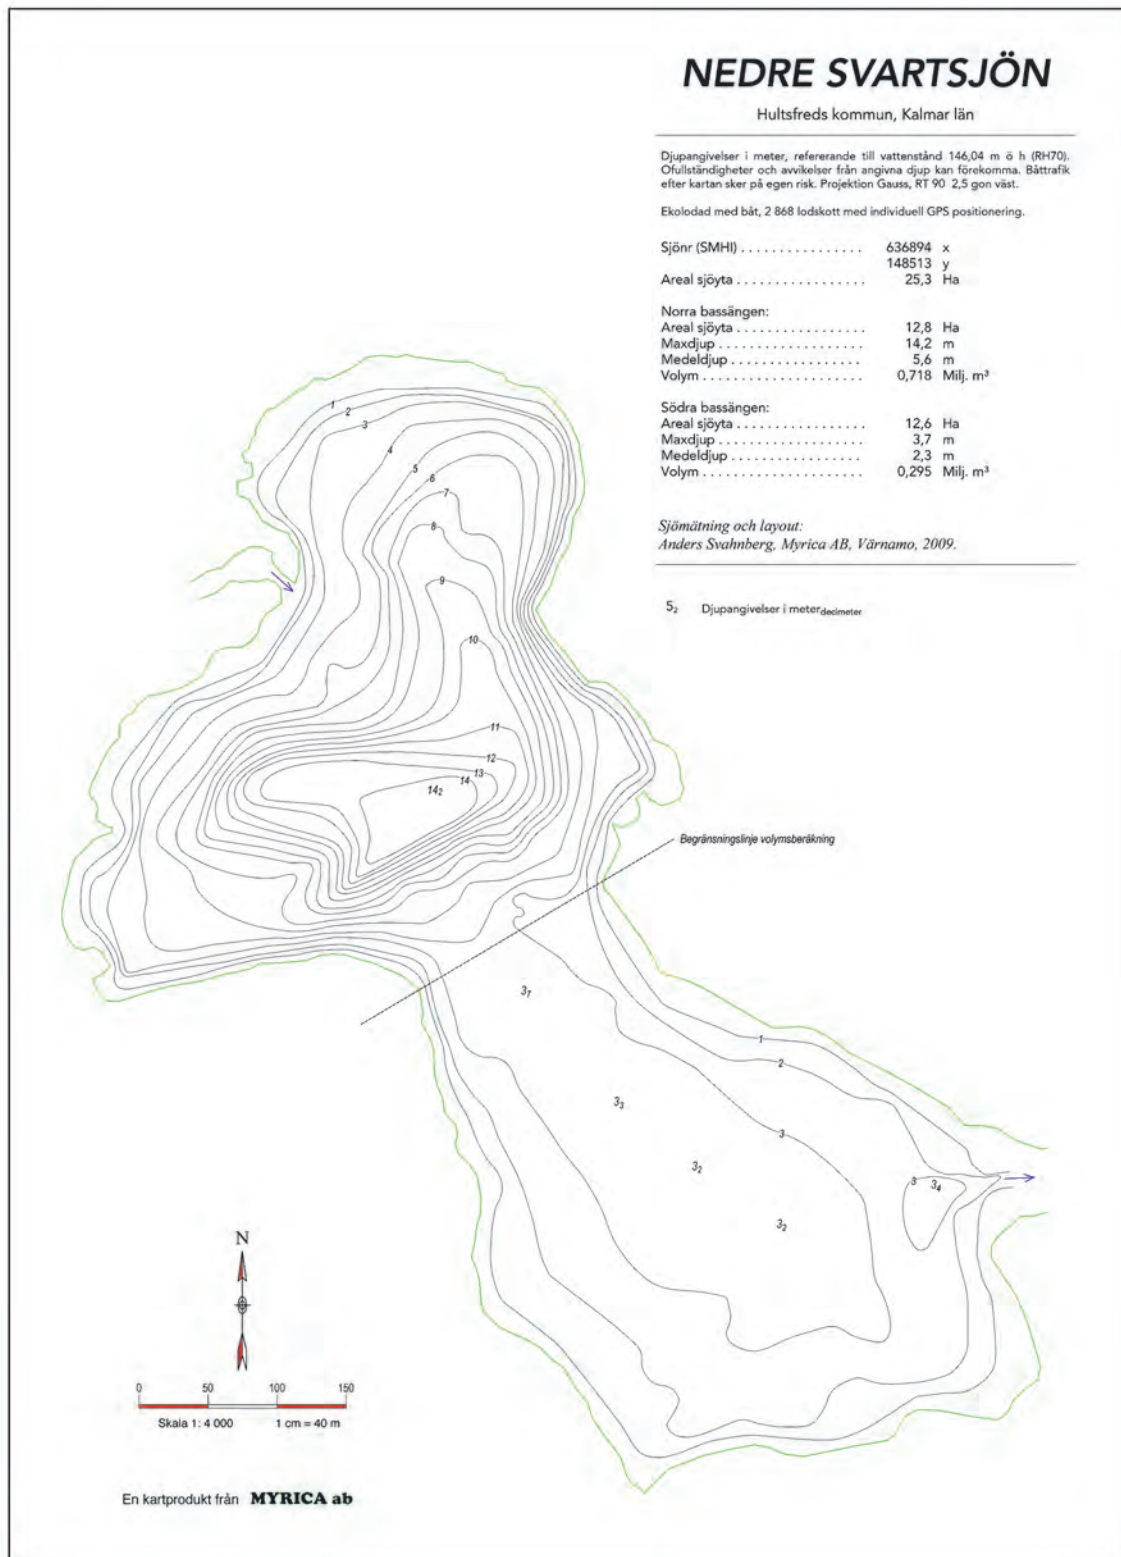 NEDRE SVARTSJÖN
Hultsfreds kommun, Kalmar län
Djupangivelser i meter, refererande till vattenstånd 146,04 m ö h (RH70).
Ofullständigheter och avvikelser från angivna djup kan förekomma. Båttrafik
efter kartan sker på egen risk. Projektion Gauss, RT 90 2,5 gon väst.
Ekolodad med båt, 2 868 lodskott med individuell GPS positionering.
Sjönr (SMHI) . . . . . . . . . . . . . . . . 636894 x
148513 y
Areal sjöyta . . . . . . . . . . . . . . . . . 25,3 Ha
Norra bassängen:
Areal sjöyta . . . . . . . . . . . . . . . . . 12,8 Ha
Maxdjup . . . . . . . . . . . . . . . . . . . 14,2 m
Medeldjup . . . . . . . . . . . . . . . . . 5,6 m
Volym . . . . . . . . . . . . . . . . . . . . . 0,718 Milj. m³
Södra bassängen:
Areal sjöyta . . . . . . . . . . . . . . . . . 12,6 Ha
Maxdjup . . . . . . . . . . . . . . . . . . . 3,7 m
Medeldjup . . . . . . . . . . . . . . . . . 2,3 m
Volym . . . . . . . . . . . . . . . . . . . . . 0,295 Milj. m³
Sjömätning och layout:
Anders Svahnberg, Myrica AB, Värnamo, 2009.
5₂ Djupangivelser i meter decimeter
1
2
3
4
5
6
7
8
9
10
11
12
13
14
14₂
Begränsningslinje volymsberäkning
3₇
1
2
3₃
3
3₂
3 3₄
3₂
N
0 50 100 150
Skala 1: 4 000 1 cm = 40 m
En kartprodukt från MYRICA ab